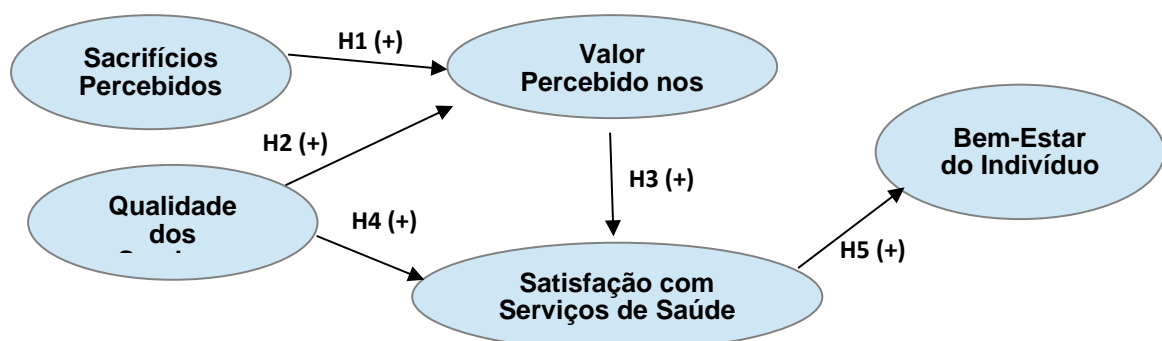 Sacrifícios
Percebidos
H1 (+)
Valor
Percebido nos
H2 (+)
Qualidade
dos
H4 (+)
H3 (+)
Bem-Estar
do Indivíduo
H5 (+)
Satisfação com
Serviços de Saúde